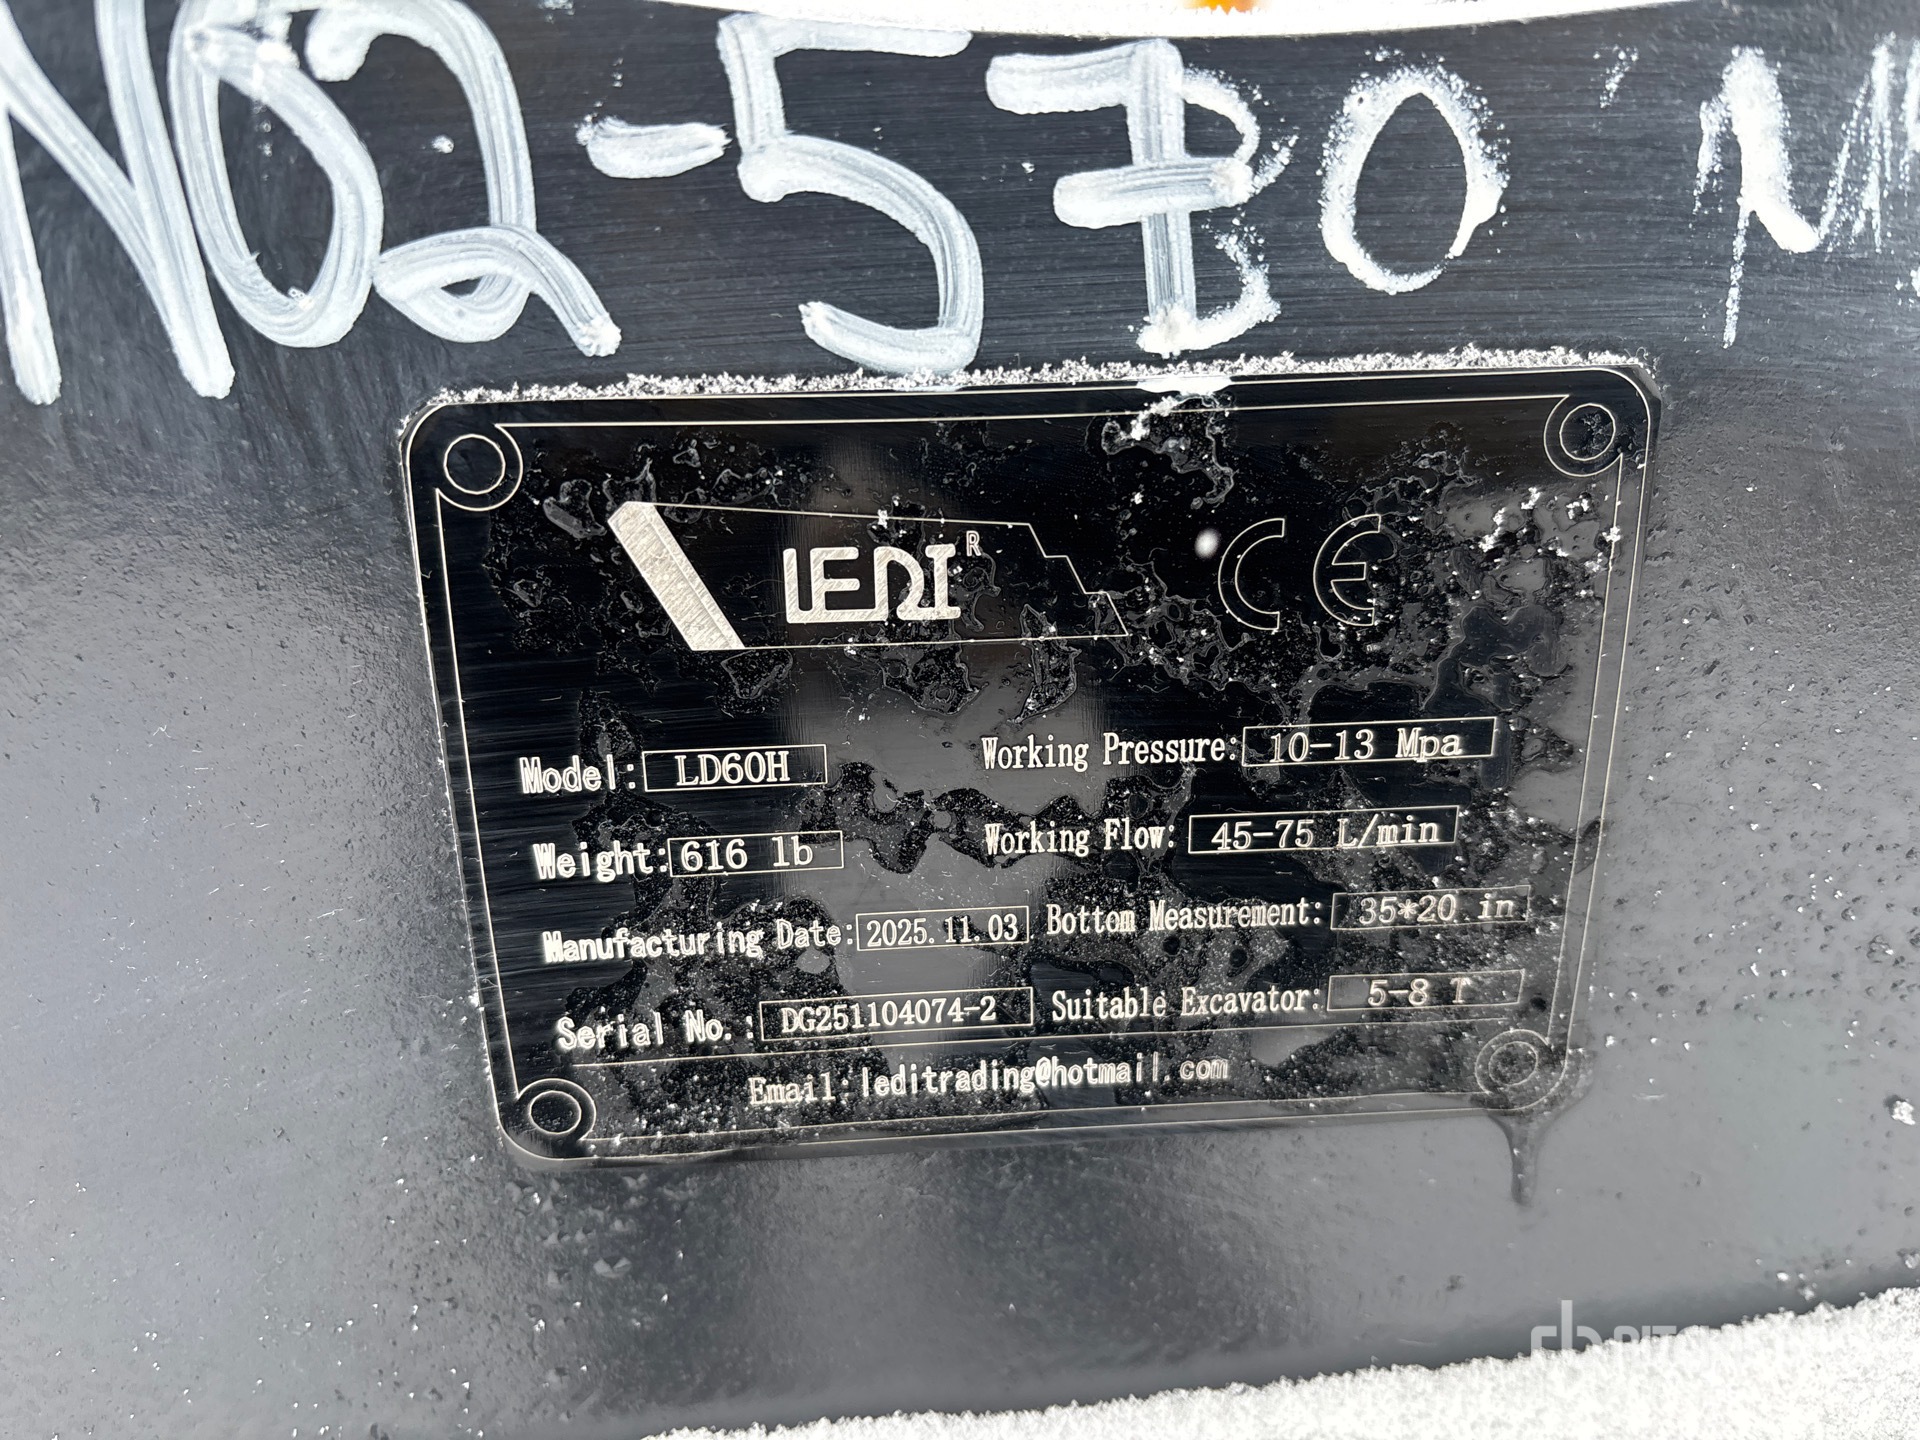 LEDI R CE
Model: LD60H Working Pressure: 10-13 Mpa
Weight: 616 lb Working Flow: 45-75 L/min
Manufacturing Date: 2025.11.03 Bottom Measurement: 35*20 in
Serial No.: DG251104074-2 Suitable Excavator: 5-8 T
Email:leditrading@hotmail.com